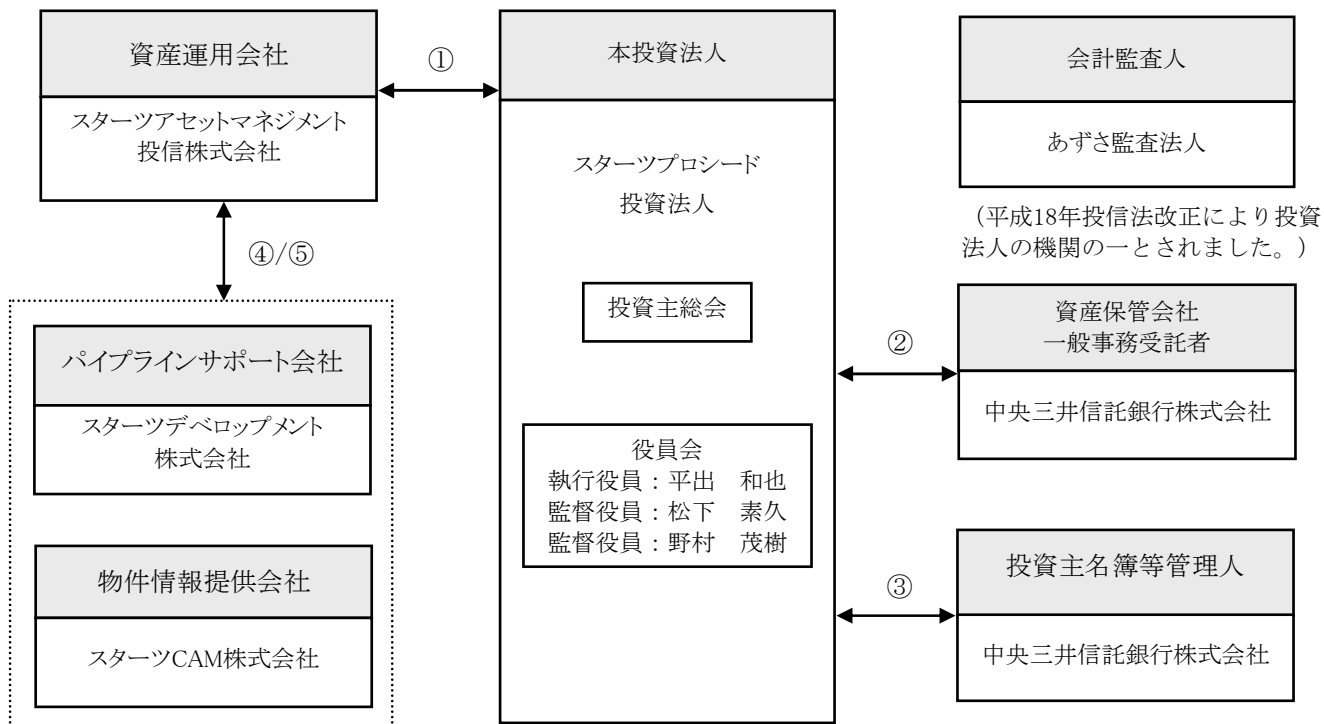 資産運用会社
スターツアセットマネジメント
投信株式会社
①
④/⑤
パイプラインサポート会社
スターツデベロップメント
株式会社
物件情報提供会社
スターツCAM株式会社
本投資法人
スターツプロシード
投資法人
投資主総会
役員会
執行役員：平出　和也
監督役員：松下　素久
監督役員：野村　茂樹
会計監査人
あずさ監査法人
（平成18年投信法改正により投資
法人の機関の一とされました。）
②
資産保管会社
一般事務受託者
中央三井信託銀行株式会社
③
投資主名簿等管理人
中央三井信託銀行株式会社